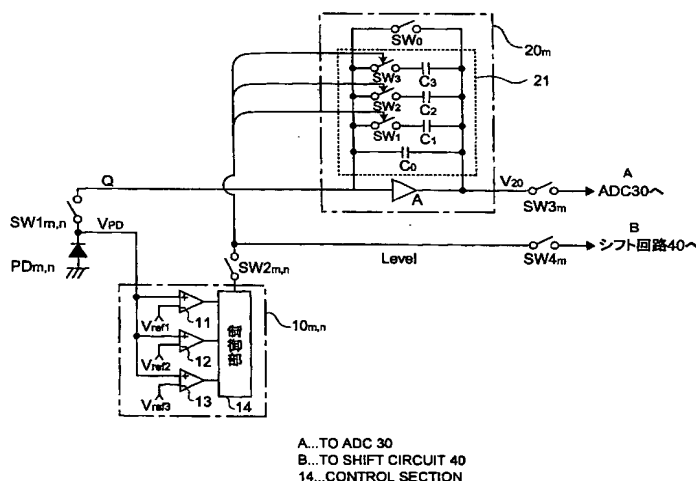 SW0
20m
SW3
C3
21
SW2
C2
SW1
C1
C0
A
ADC30へ
Q
A
V20
SW3m
SW1m,n
VPD
B
シフト回路40へ
Level
SW4m
PDm,n
SW2m,n
Vref1
11
10m,n
Vref2
12
制御部
Vref3
13
14
A...TO ADC 30
B...TO SHIFT CIRCUIT 40
14...CONTROL SECTION